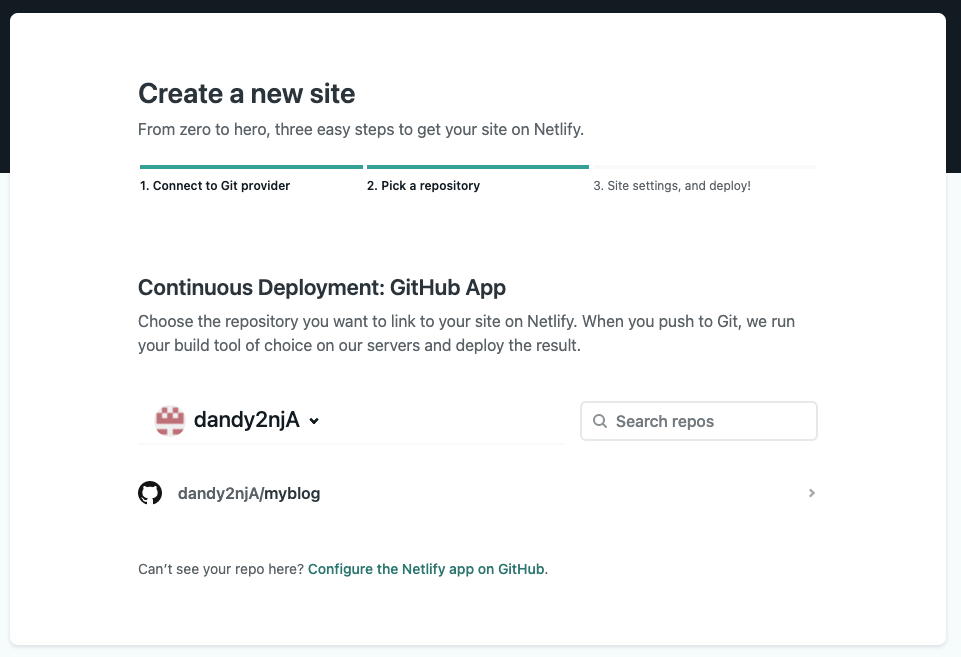 Create a new site
From zero to hero, three easy steps to get your site on Netlify.
1. Connect to Git provider
2. Pick a repository
3. Site settings, and deploy!
Continuous Deployment: GitHub App
Choose the repository you want to link to your site on Netlify. When you push to Git, we run
your build tool of choice on our servers and deploy the result.
dandy2njA
Search repos
dandy2njA/myblog
Can’t see your repo here? Configure the Netlify app on GitHub.